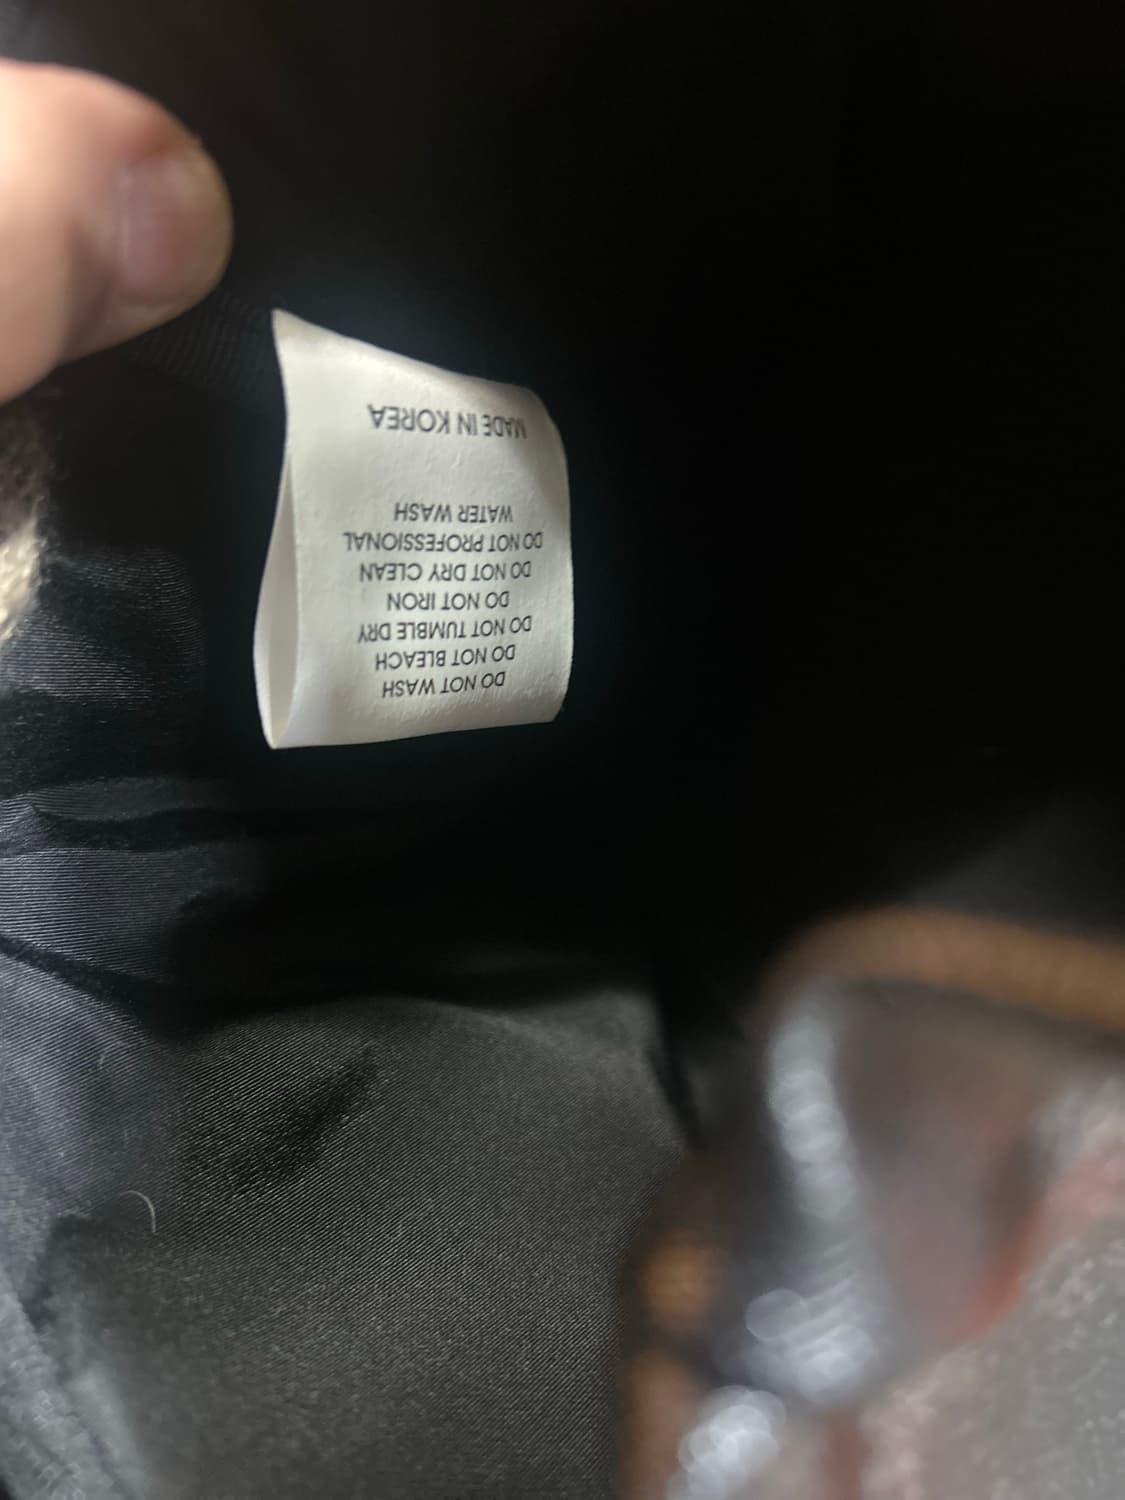 DO NOT WASH
DO NOT BLEACH
DO NOT TUMBLE DRY
DO NOT IRON
DO NOT DRY CLEAN
DO NOT PROFESSIONAL
WATER WASH
MADE IN KOREA